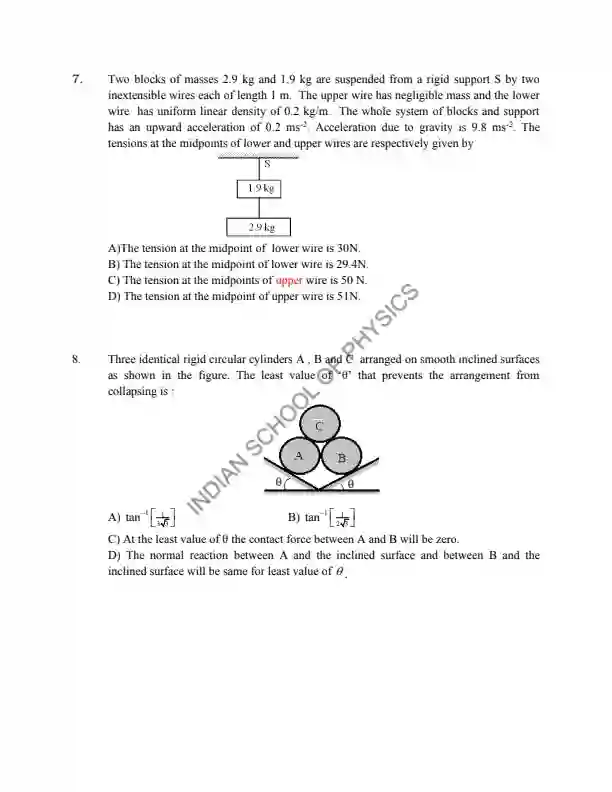 7. Two blocks of masses 2.9 kg and 1.9 kg are suspended from a rigid support S by two
inextensible wires each of length 1 m. The upper wire has negligible mass and the lower
wire has uniform linear density of 0.2 kg/m. The whole system of blocks and support
has an upward acceleration of 0.2 ms⁻². Acceleration due to gravity is 9.8 ms⁻². The
tensions at the midpoints of lower and upper wires are respectively given by
S
1.9 kg
2.9 kg
A)The tension at the midpoint of lower wire is 30N.
B) The tension at the midpoint of lower wire is 29.4N.
C) The tension at the midpoints of upper wire is 50 N.
D) The tension at the midpoint of upper wire is 51N.
INDIAN SCHOOL OF PHYSICS
8. Three identical rigid circular cylinders A , B and C arranged on smooth inclined surfaces
as shown in the figure. The least value of 'θ' that prevents the arrangement from
collapsing is :
C
A B
θ θ
A) tan⁻¹[1/3√3] B) tan⁻¹[1/2√3]
C) At the least value of θ the contact force between A and B will be zero.
D) The normal reaction between A and the inclined surface and between B and the
inclined surface will be same for least value of θ .